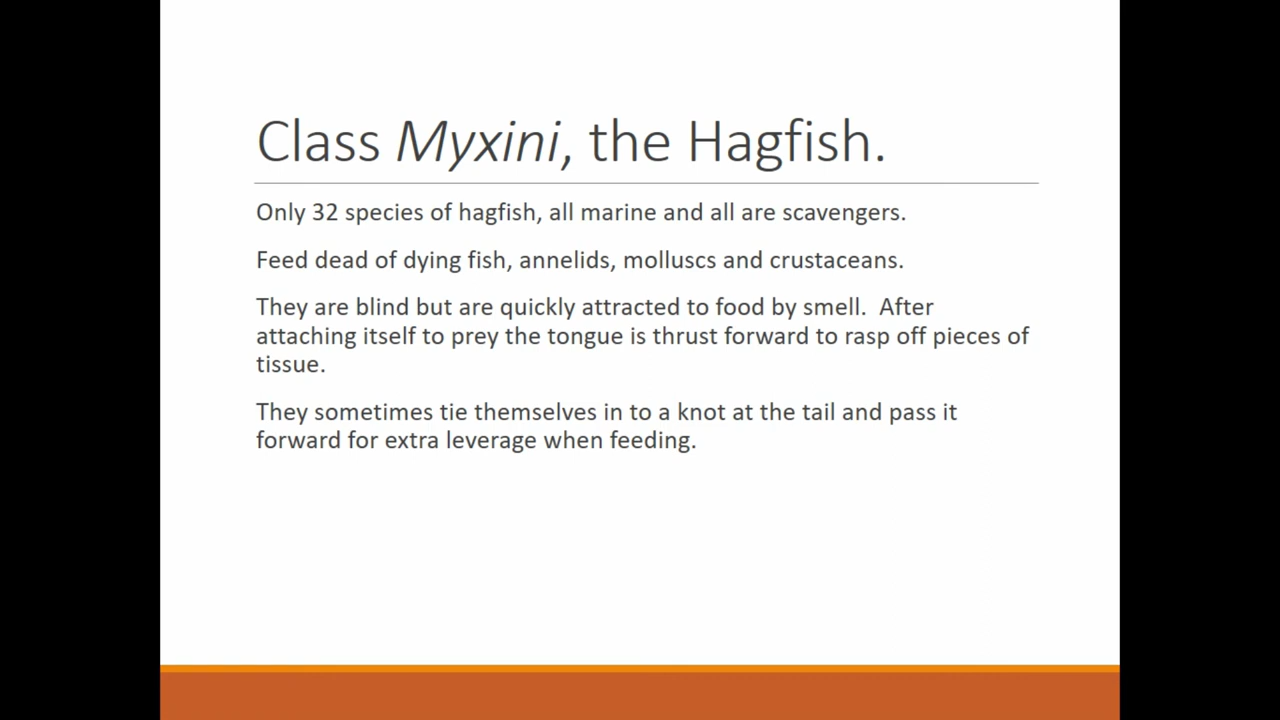 Class Myxini, the Hagfish.
Only 32 species of hagfish, all marine and all are scavengers.
Feed dead of dying fish, annelids, molluscs and crustaceans.
They are blind but are quickly attracted to food by smell.  After
attaching itself to prey the tongue is thrust forward to rasp off pieces of
tissue.
They sometimes tie themselves in to a knot at the tail and pass it
forward for extra leverage when feeding.